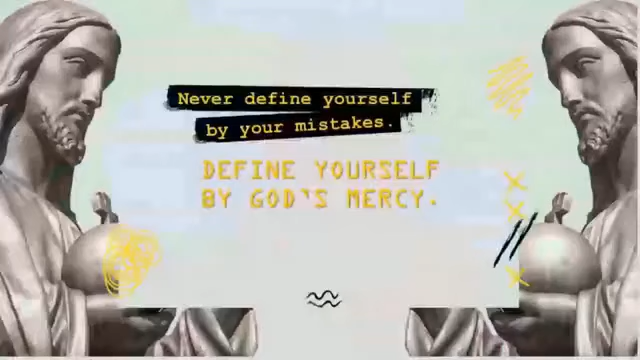 Never define yourself
by your mistakes.
DEFINE YOURSELF
BY GOD'S MERCY.